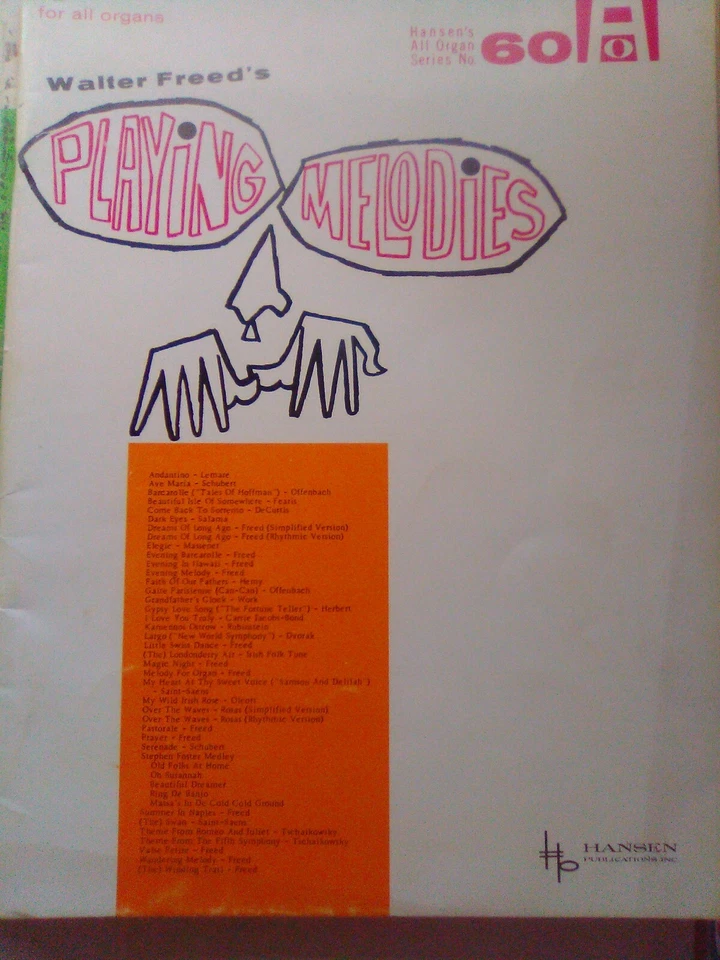 for all organs
Hansen's
All Organ
Series No 60
Walter Freed's
PLAYiNG MELODiES
Andantino - Lemare
Ave Maria - Schubert
Barcarolle ("Tales Of Hoffman") - Offenbach
Beautiful Isle Of Somewhere - Fearis
Come Back To Sorrento - DeCurtis
Dark Eyes - Salama
Dreams Of Long Ago - Freed (Simplified Version)
Dreams Of Long Ago - Freed (Rhythmic Version)
Elegie - Massenet
Evening Barcarolle - Freed
Evening In Hawaii - Freed
Evening Melody - Freed
Faith Of Our Fathers - Hemy
Gaite Parisienne (Can-Can) - Offenbach
Grandfather's Clock - Work
Gypsy Love Song ("The Fortune Teller") - Herbert
I Love You Truly - Carrie Jacobs-Bond
Kamennoi Ostrow - Rubinstein
Largo ("New World Symphony") - Dvorak
Little Swiss Dance - Freed
(The) Londonderry Air - Irish Folk Tune
Magic Night - Freed
Melody For Organ - Freed
My Heart At Thy Sweet Voice ("Samson And Delilah")
- Saint-Saens
My Wild Irish Rose - Olcott
Over The Waves - Rosas (Simplified Version)
Over The Waves - Rosas (Rhythmic Version)
Pastorale - Freed
Prayer - Freed
Serenade - Schubert
Stephen Foster Medley
Old Folks At Home
Oh Susannah
Beautiful Dreamer
Ring De Banjo
Massa's In De Cold Cold Ground
Summer In Naples - Freed
(The) Swan - Saint-Saens
Theme From Romeo And Juliet - Tschaikowsky
Theme From The Fifth Symphony - Tschaikowsky
Valse Petite - Freed
Wandering Melody - Freed
(The) Winding Trail - Freed
HANSEN
PUBLICATIONS INC